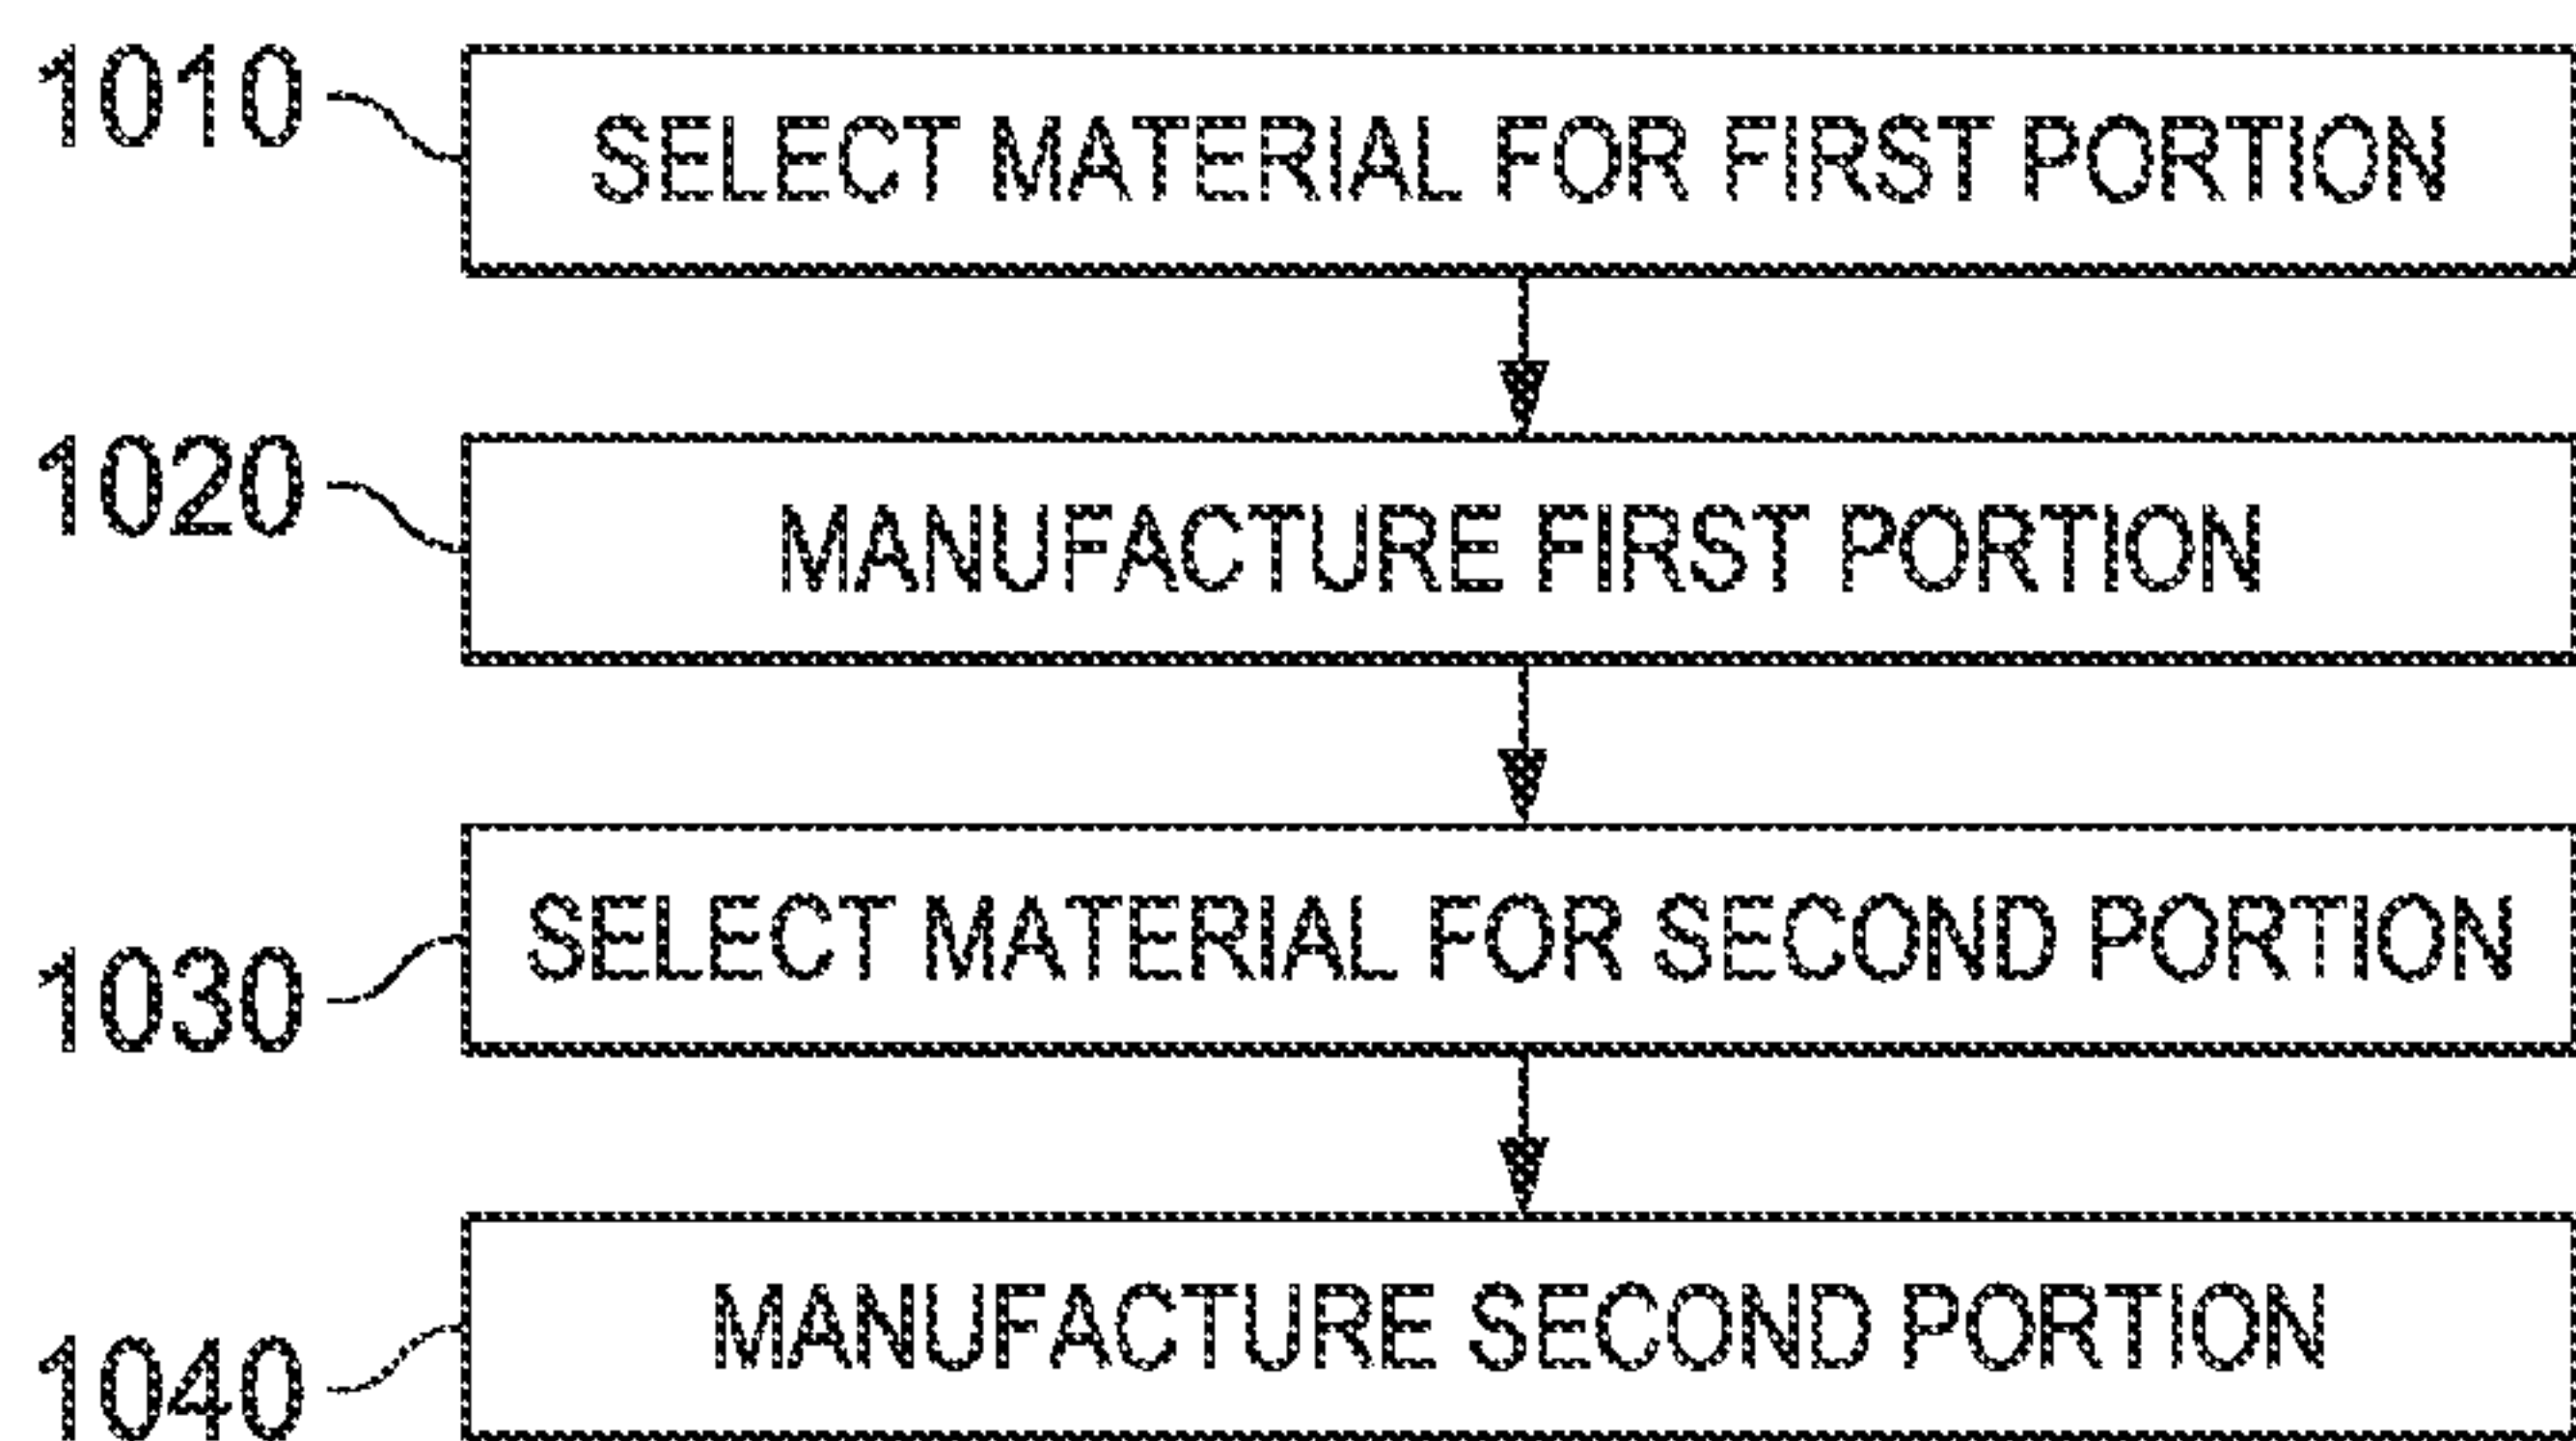 1010 SELECT MATERIAL FOR FIRST PORTION
1020 MANUFACTURE FIRST PORTION
1030 SELECT MATERIAL FOR SECOND PORTION
1040 MANUFACTURE SECOND PORTION